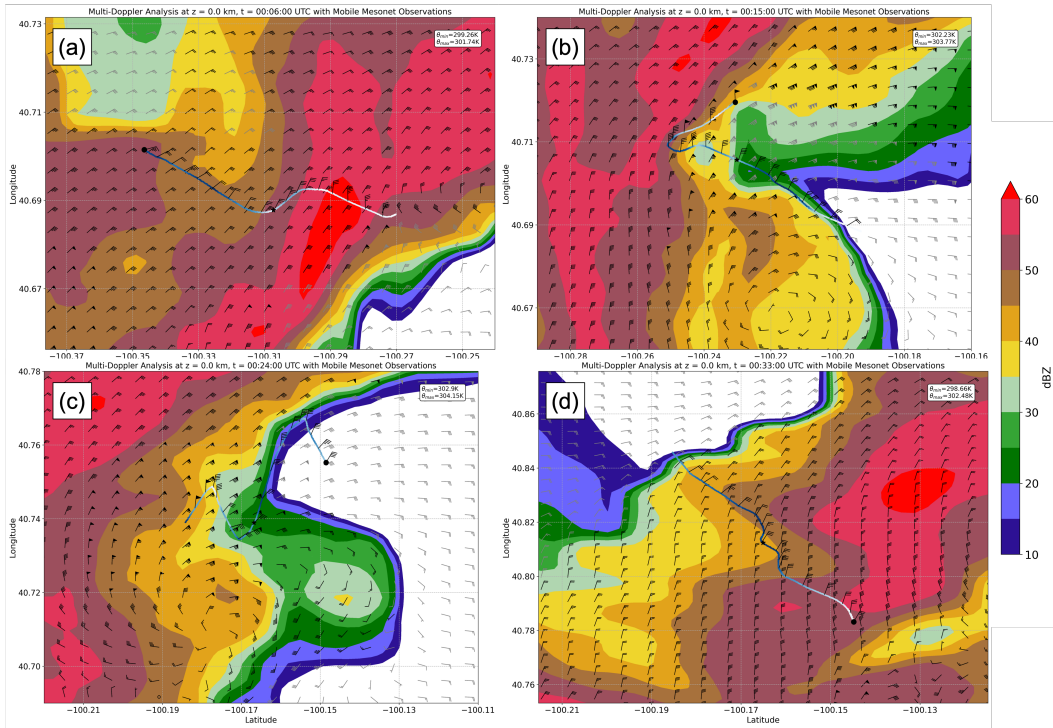 Multi-Doppler Analysis at z = 0.0 km, t = 00:06:00 UTC with Mobile Mesonet Observations
(a)
θmin=299.26K
θmax=301.74K
40.73
40.71
40.69
40.67
Longitude
−100.37 −100.35 −100.33 −100.31 −100.29 −100.27 −100.25
Multi-Doppler Analysis at z = 0.0 km, t = 00:15:00 UTC with Mobile Mesonet Observations
(b)
θmin=302.23K
θmax=303.77K
40.73
40.71
40.69
40.67
Longitude
−100.28 −100.26 −100.24 −100.22 −100.20 −100.18 −100.16
Multi-Doppler Analysis at z = 0.0 km, t = 00:24:00 UTC with Mobile Mesonet Observations
(c)
θmin=302.9K
θmax=304.15K
40.78
40.76
40.74
40.72
40.70
Longitude
−100.21 −100.19 −100.17 −100.15 −100.13 −100.11
Latitude
Multi-Doppler Analysis at z = 0.0 km, t = 00:33:00 UTC with Mobile Mesonet Observations
(d)
θmin=298.66K
θmax=302.48K
40.86
40.84
40.82
40.80
40.78
40.76
Longitude
−100.21 −100.19 −100.17 −100.15 −100.13
Latitude
60
50
40
30
20
10
dBZ